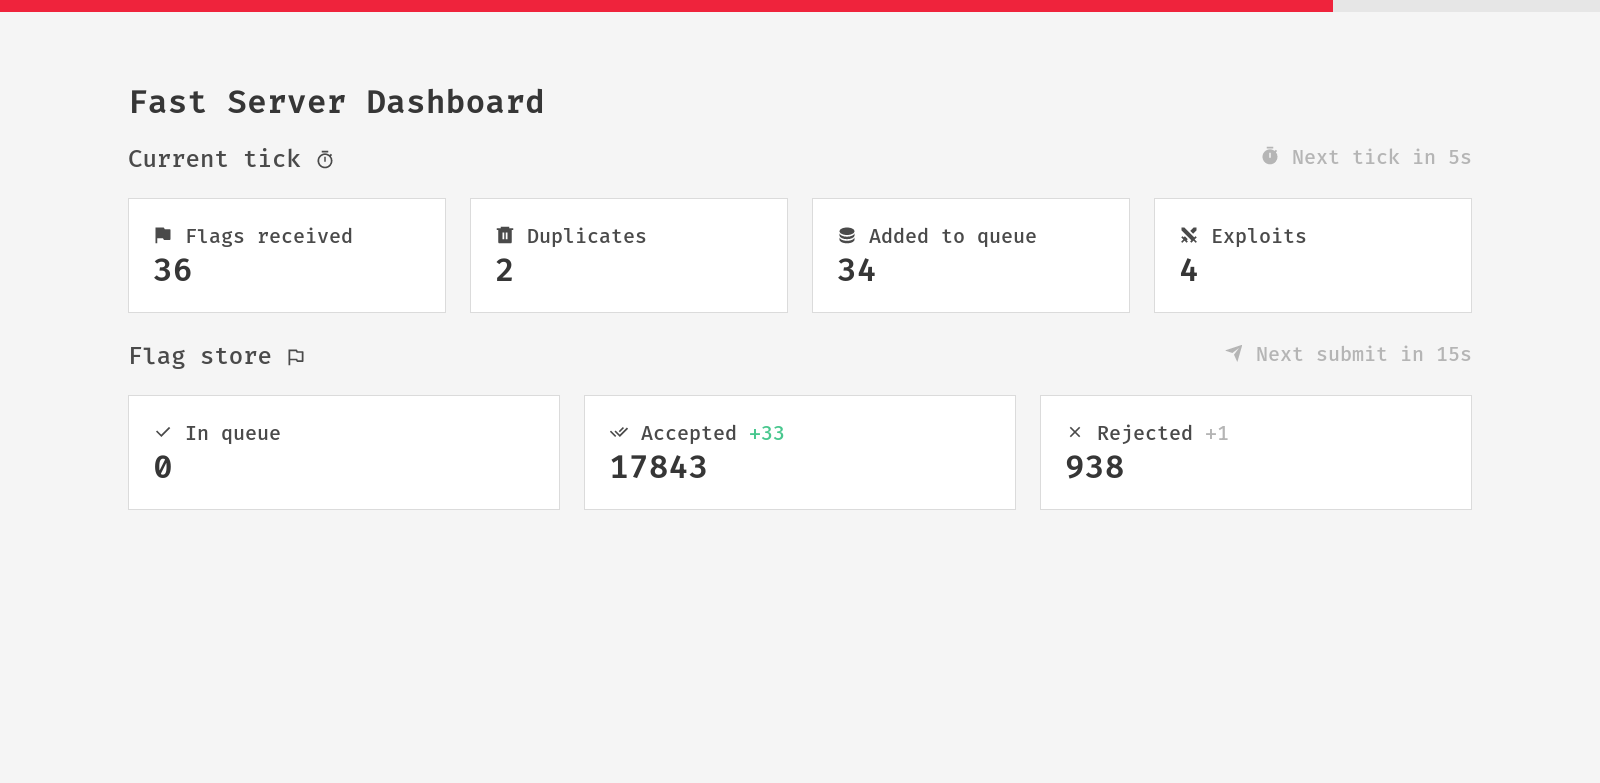 Fast Server Dashboard
Current tick
Next tick in 5s
Flags received
36
Duplicates
2
Added to queue
34
Exploits
4
Flag store
Next submit in 15s
In queue
0
Accepted +33
17843
Rejected +1
938